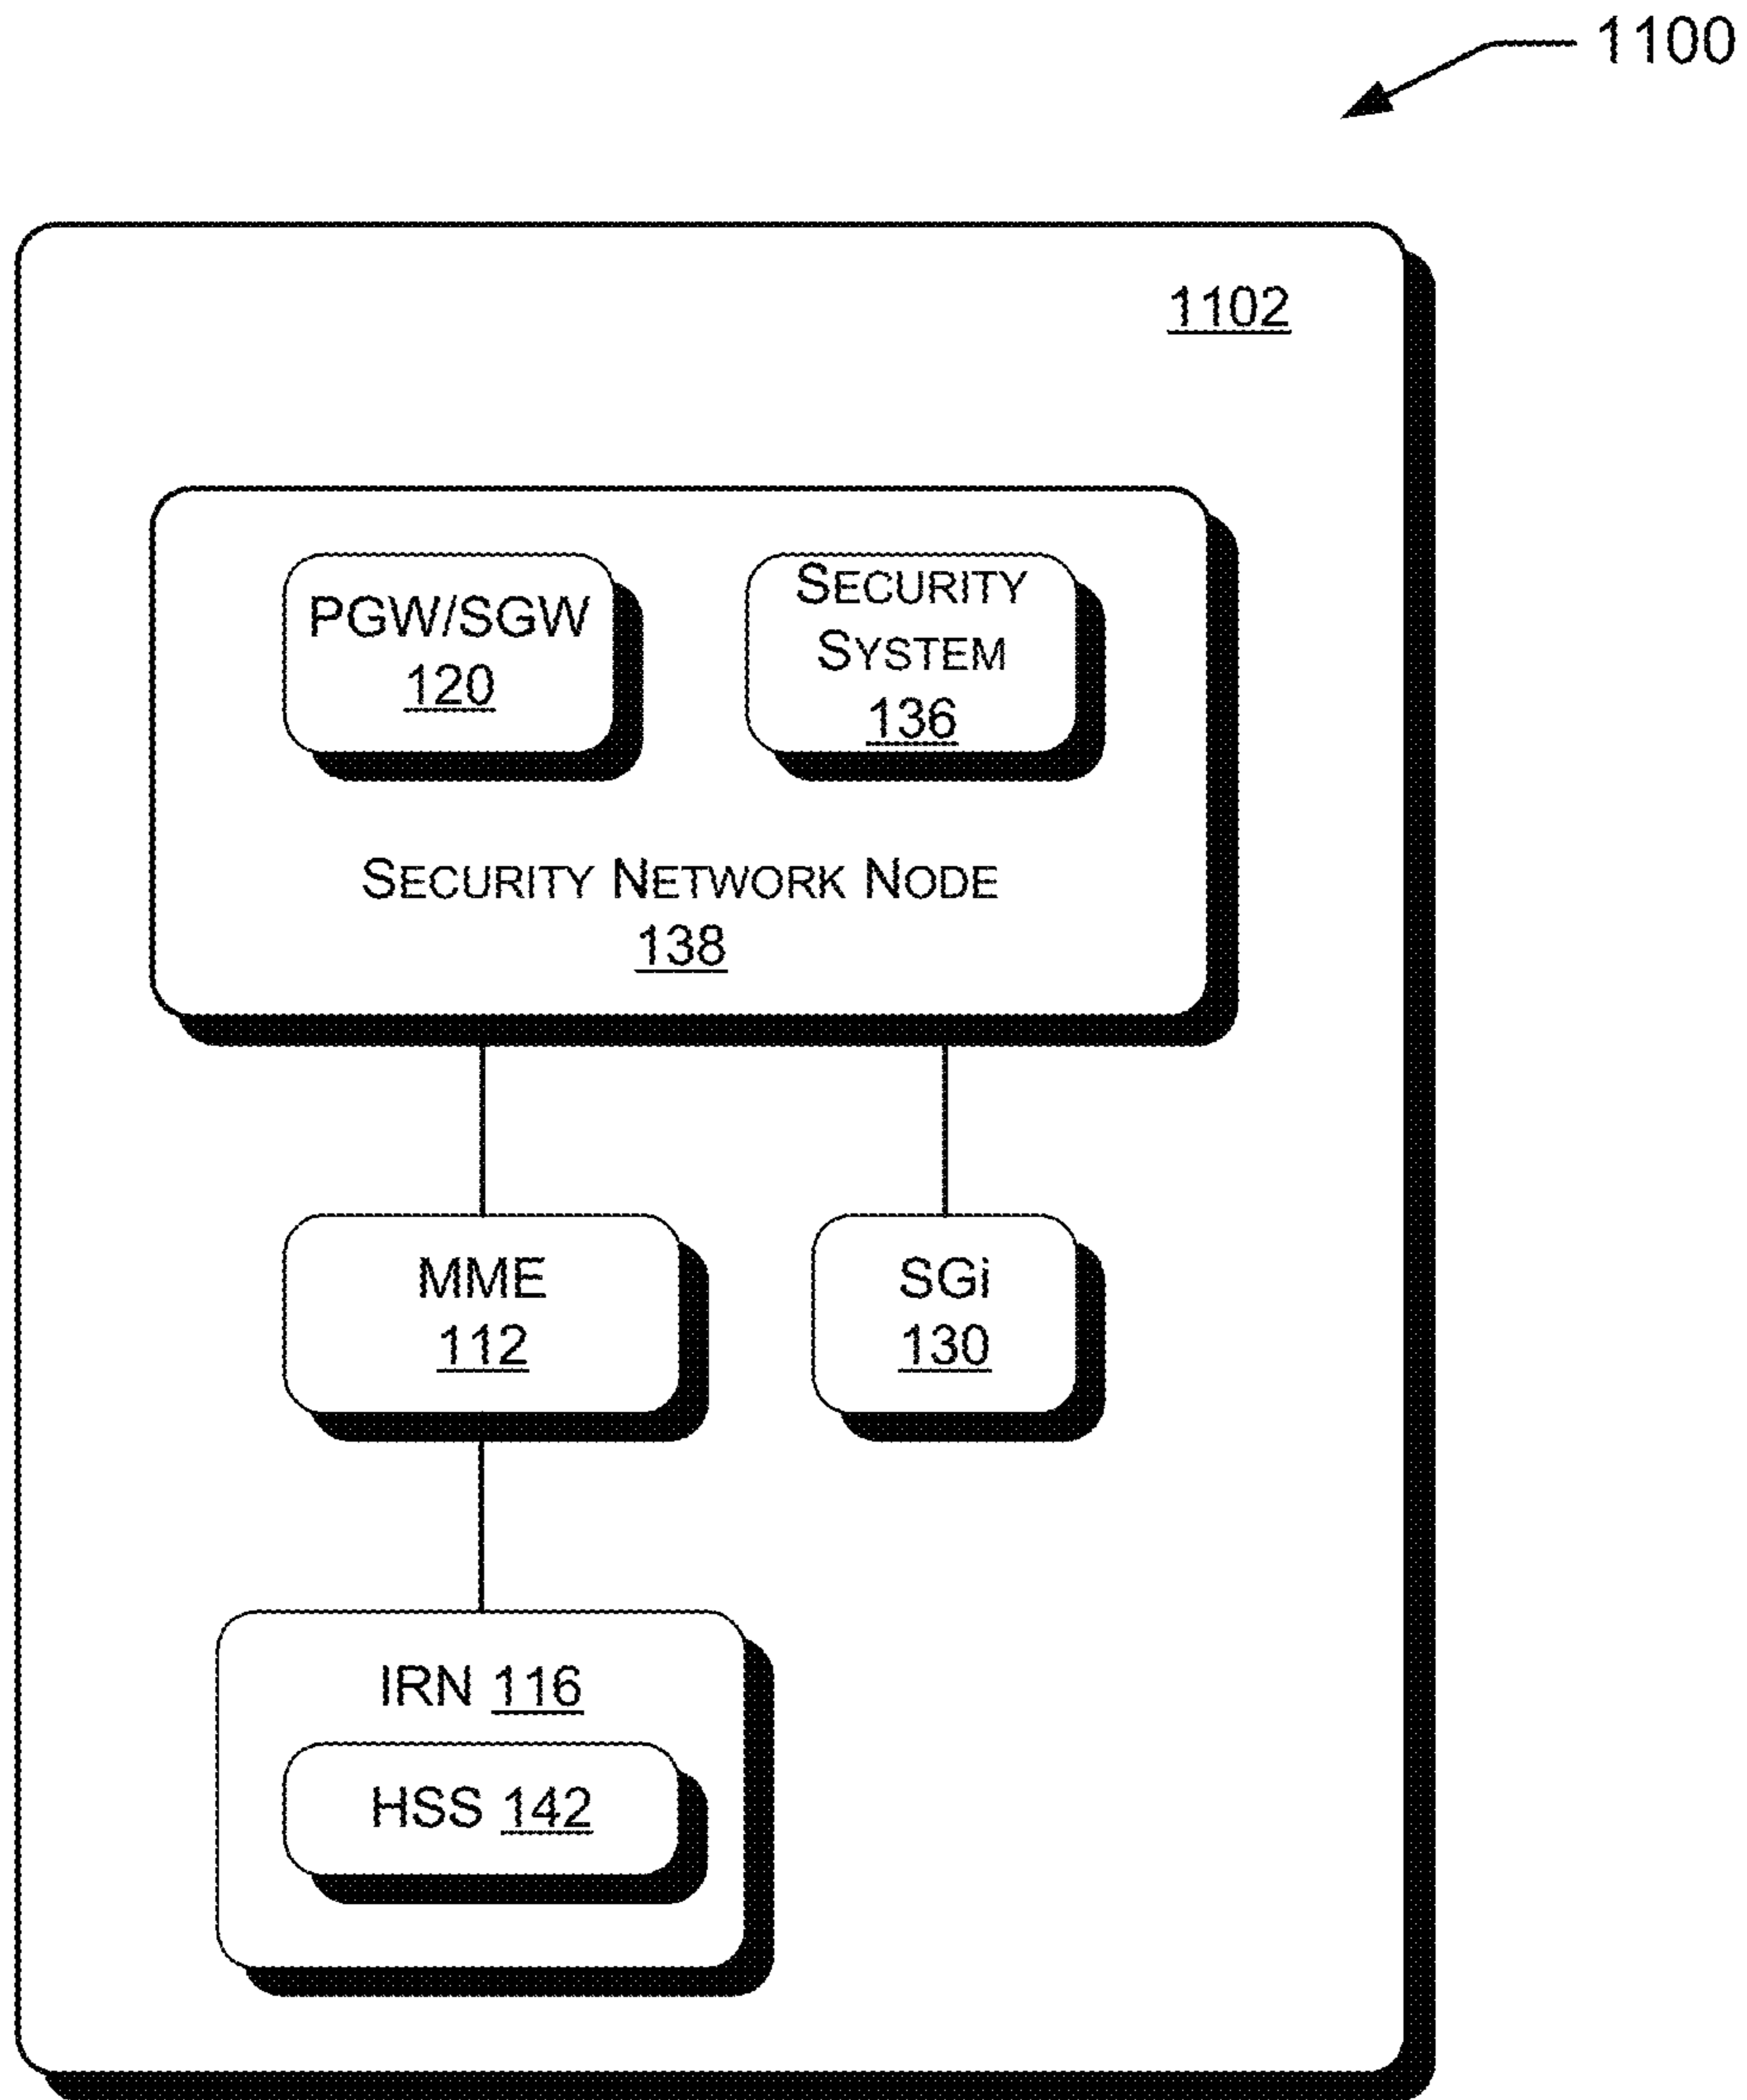 1100
1102
PGW/SGW
120
SECURITY
SYSTEM
136
SECURITY NETWORK NODE
138
MME
112
SGi
130
IRN 116
HSS 142